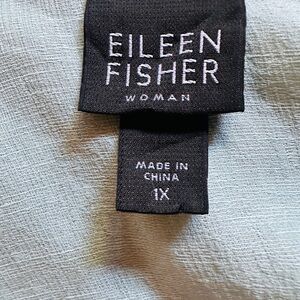 EILEEN
FISHER
WOMAN
MADE IN
CHINA
1X